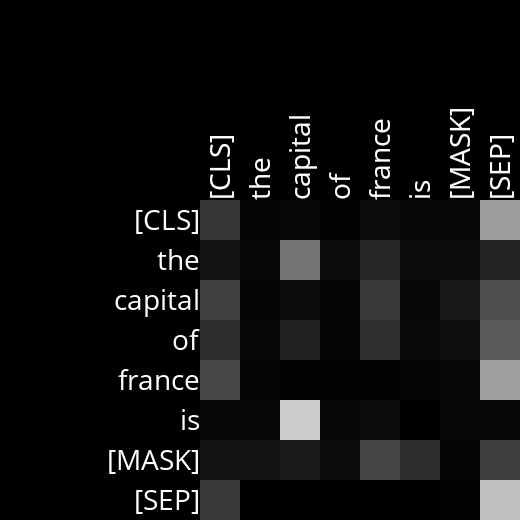 [CLS] the capital of france is [MASK] [SEP]
[CLS]
the
capital
of
france
is
[MASK]
[SEP]